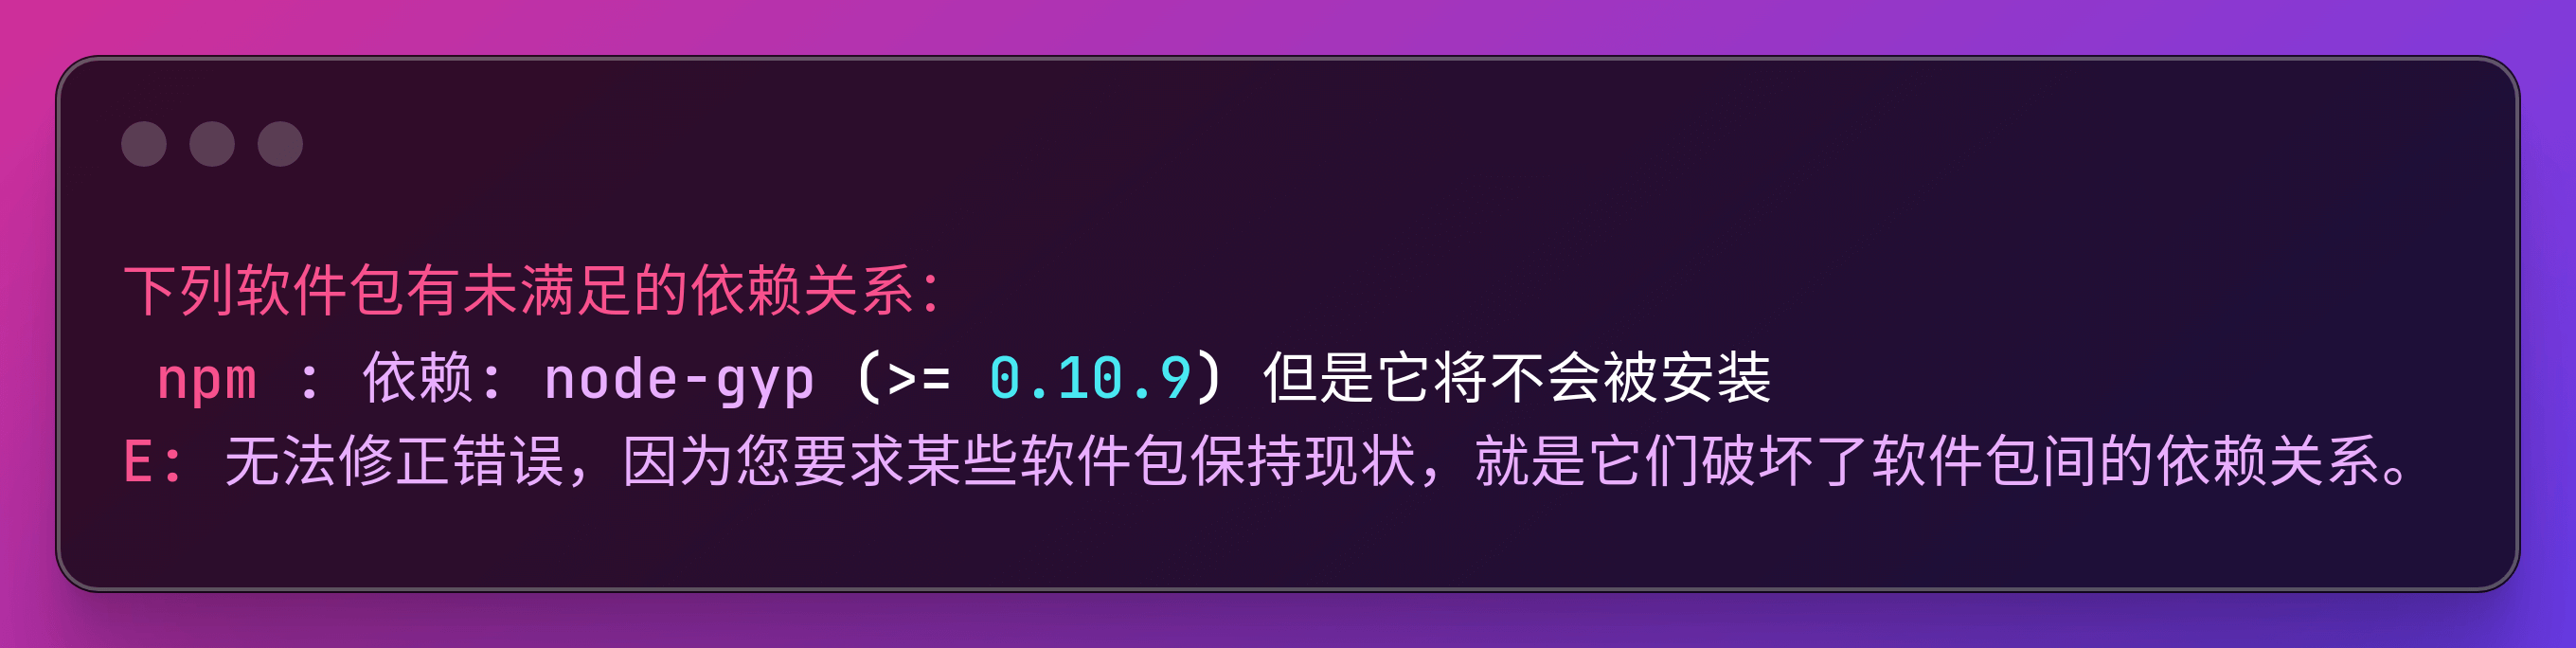 下列软件包有未满足的依赖关系：
npm : 依赖: node-gyp (>= 0.10.9) 但是它将不会被安装
E: 无法修正错误，因为您要求某些软件包保持现状，就是它们破坏了软件包间的依赖关系。